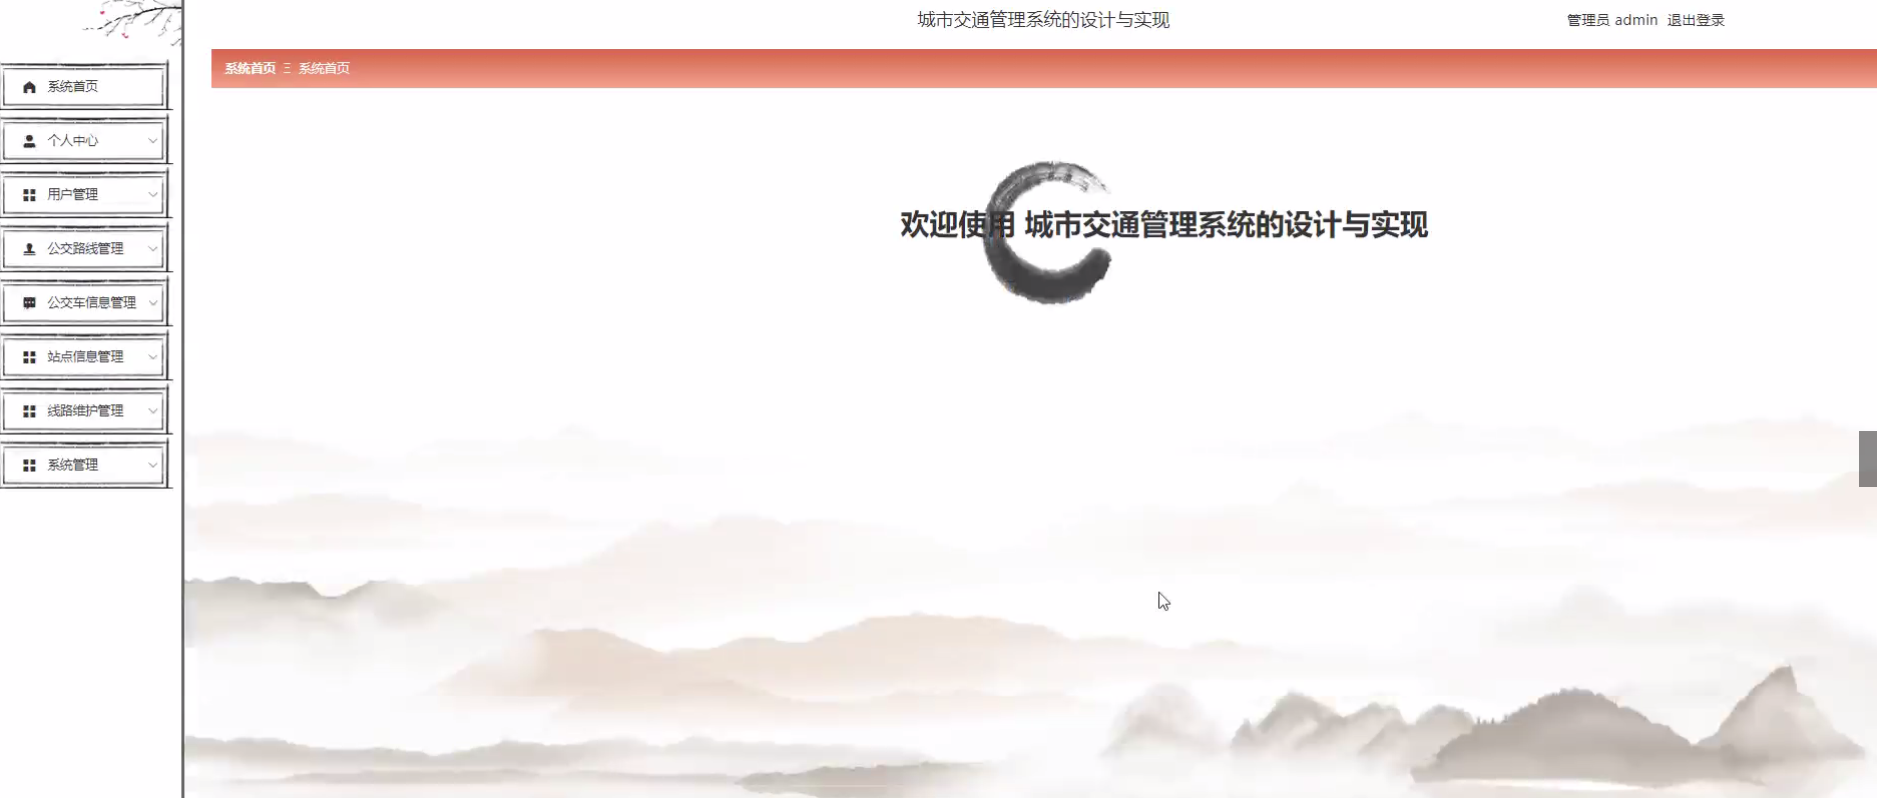 城市交通管理系统的设计与实现
管理员 admin 退出登录
系统首页 Ξ 系统首页
系统首页
个人中心
用户管理
公交路线管理
公交车信息管理
站点信息管理
线路维护管理
系统管理
欢迎使用 城市交通管理系统的设计与实现